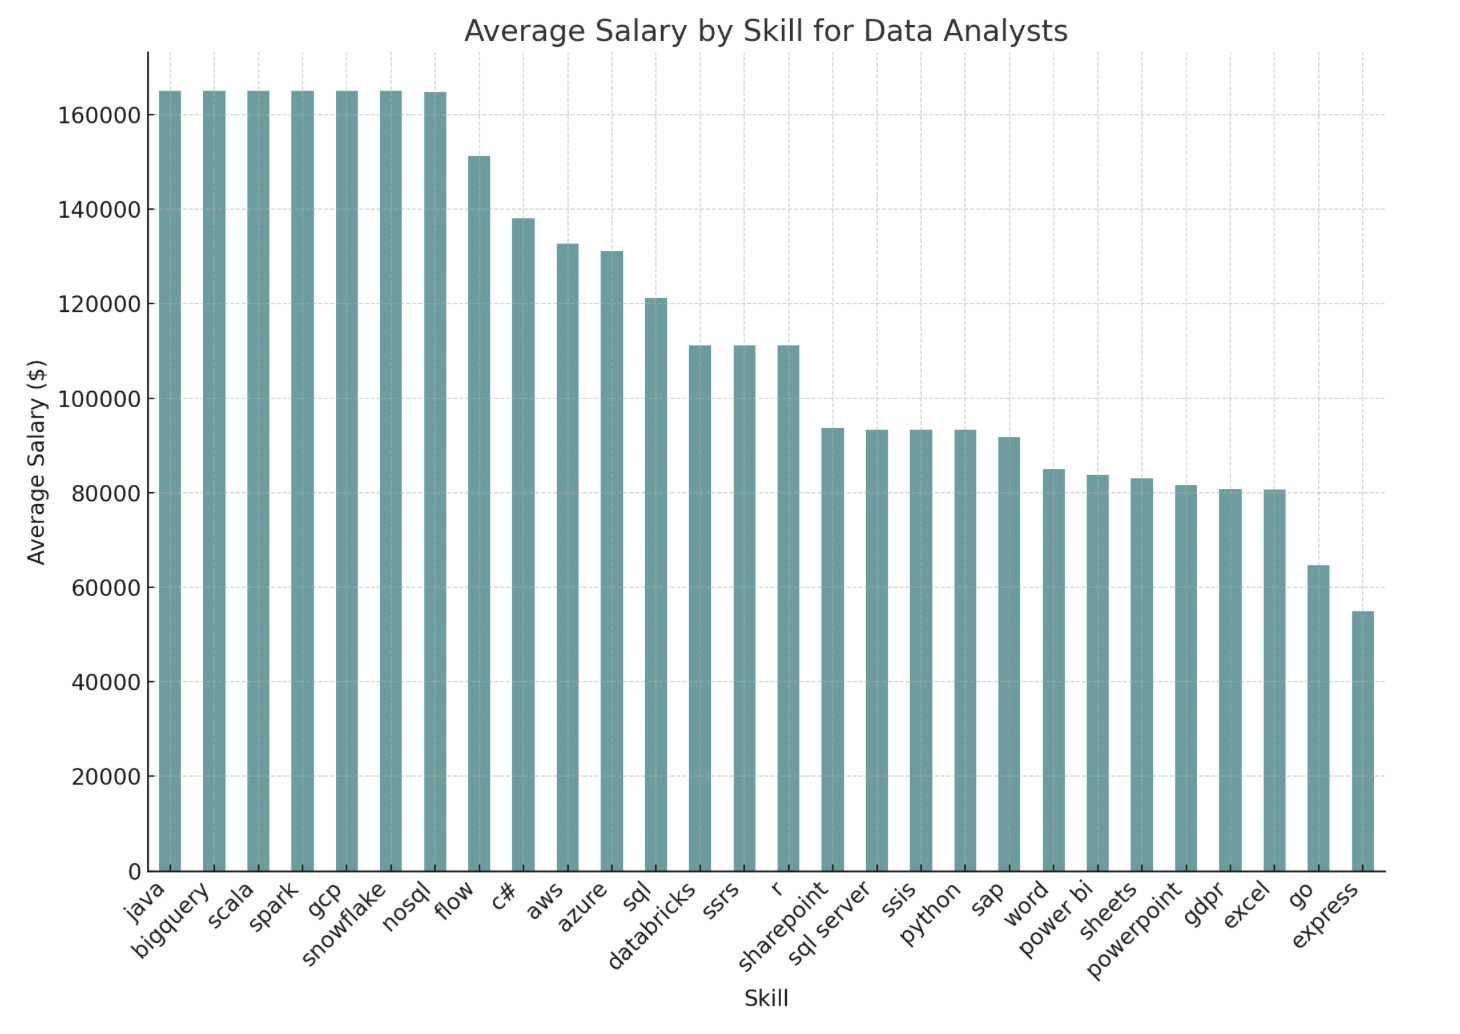 Average Salary by Skill for Data Analysts
Average Salary ($)
160000
140000
120000
100000
80000
60000
40000
20000
0
java
bigquery
scala
spark
gcp
snowflake
nosql
flow
c#
aws
azure
sql
databricks
ssrs
r
sharepoint
sql server
ssis
python
sap
word
power bi
sheets
powerpoint
gdpr
excel
go
express
Skill